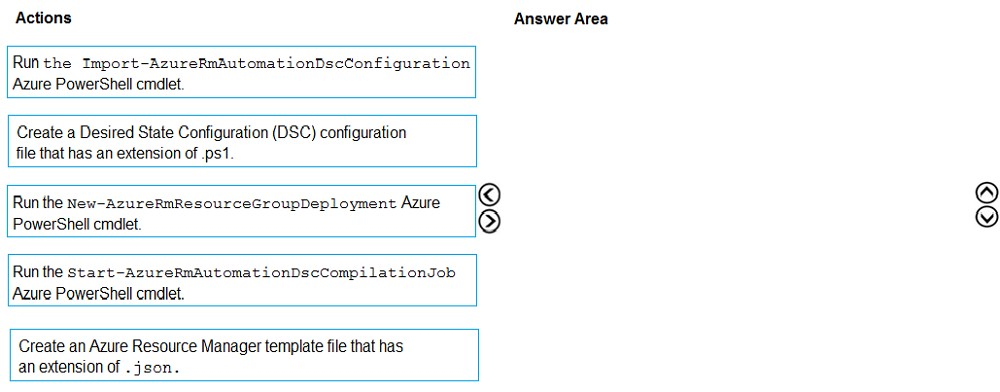 Actions
Answer Area
Run the Import-AzureRmAutomationDscConfiguration
Azure PowerShell cmdlet.
Create a Desired State Configuration (DSC) configuration
file that has an extension of .ps1.
Run the New-AzureRmResourceGroupDeployment Azure
PowerShell cmdlet.
Run the Start-AzureRmAutomationDscCompilationJob
Azure PowerShell cmdlet.
Create an Azure Resource Manager template file that has
an extension of .json.